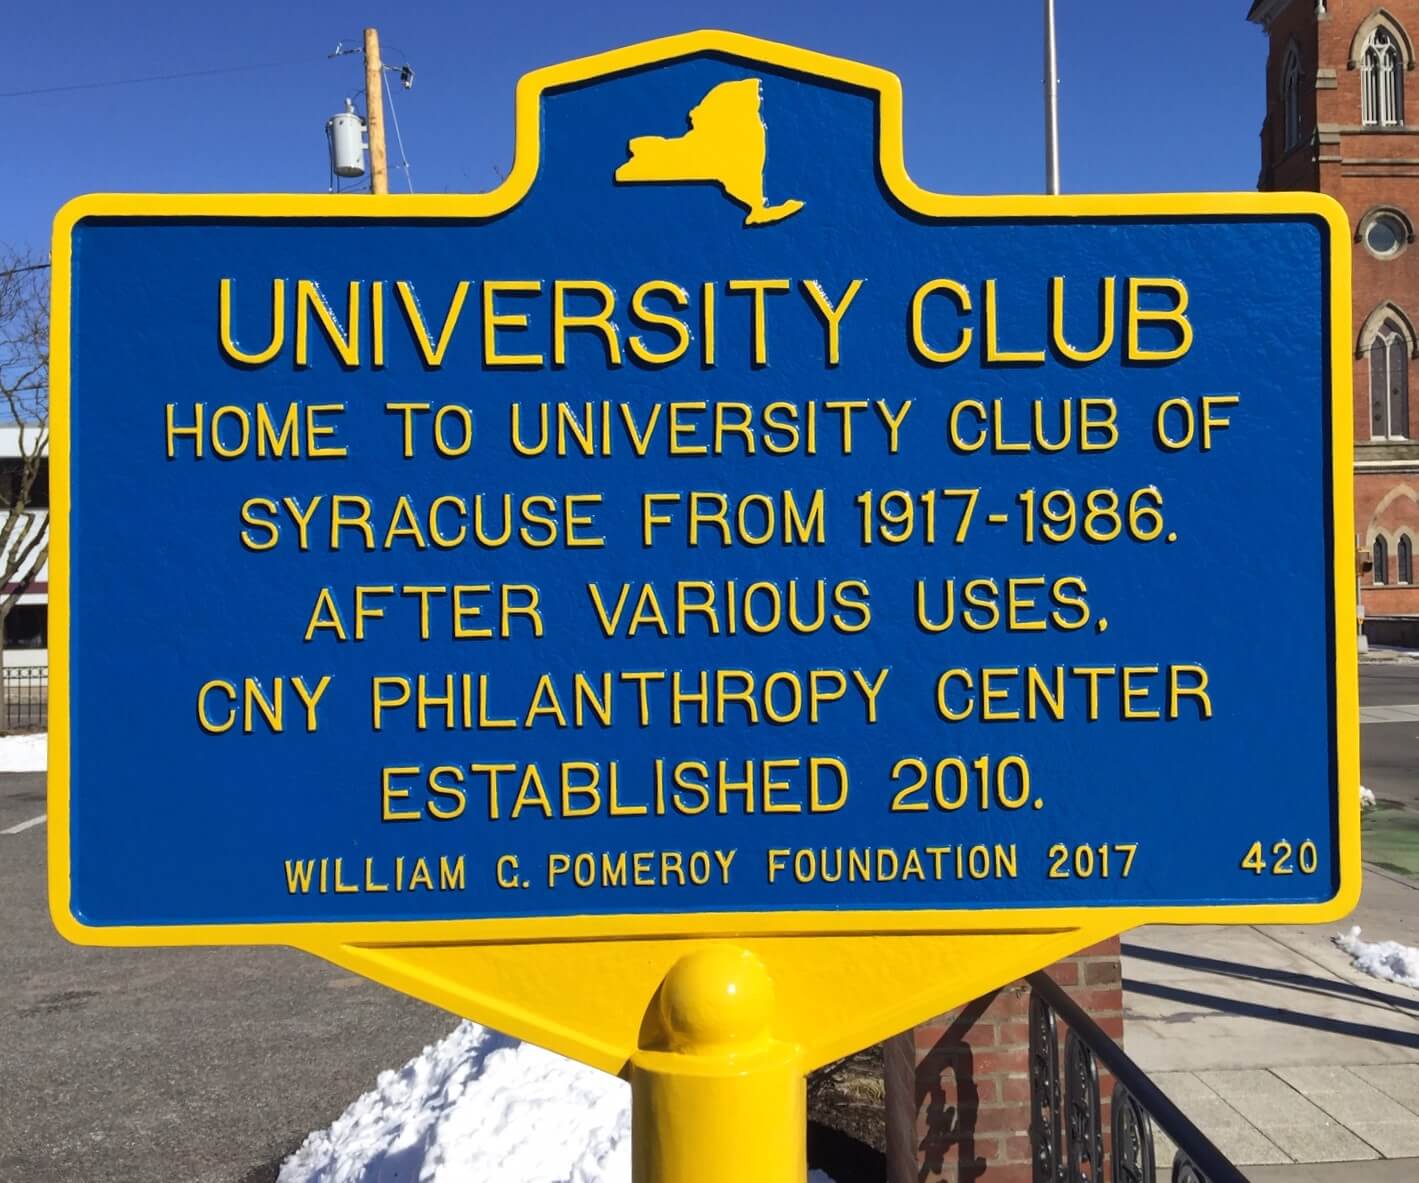 UNIVERSITY CLUB
HOME TO UNIVERSITY CLUB OF
SYRACUSE FROM 1917-1986.
AFTER VARIOUS USES,
CNY PHILANTHROPY CENTER
ESTABLISHED 2010.
WILLIAM G. POMEROY FOUNDATION 2017 420